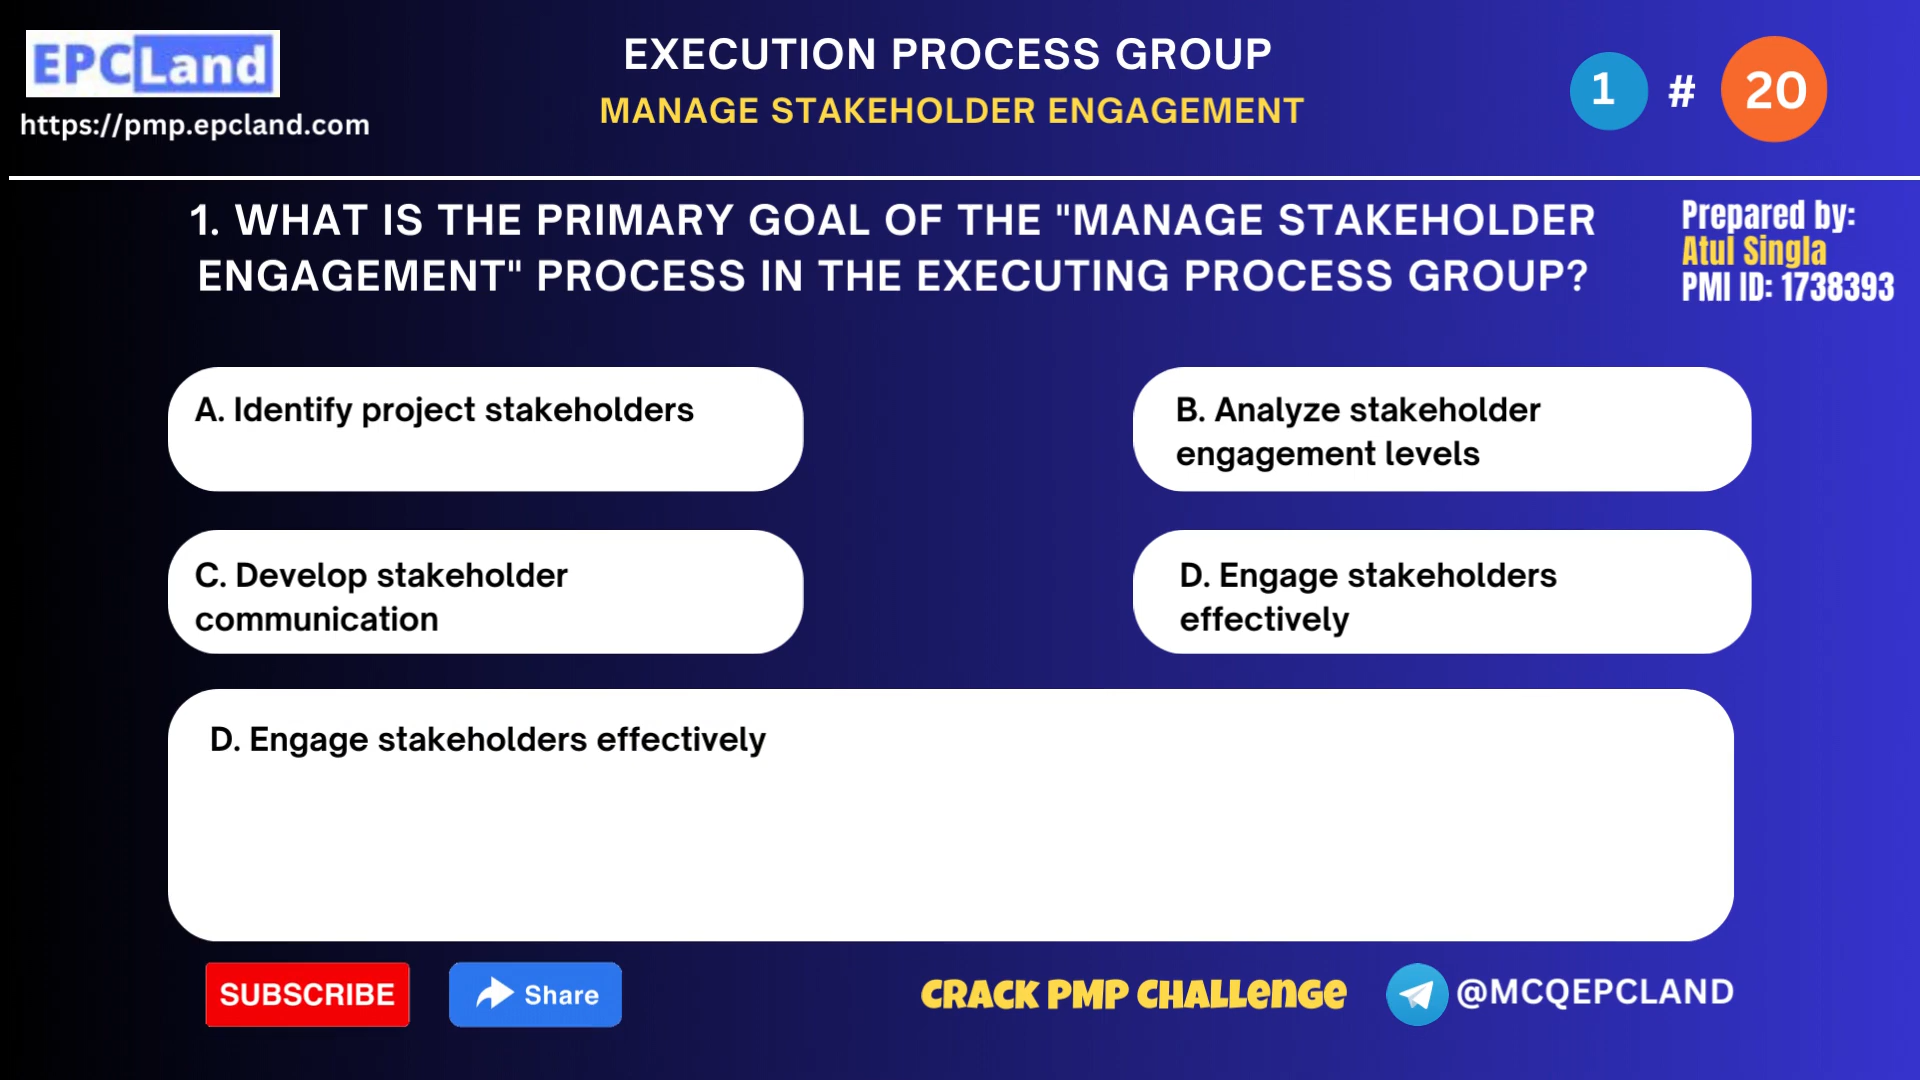 EPCLand
https://pmp.epcland.com
EXECUTION PROCESS GROUP
MANAGE STAKEHOLDER ENGAGEMENT
1 # 20
1. WHAT IS THE PRIMARY GOAL OF THE "MANAGE STAKEHOLDER
ENGAGEMENT" PROCESS IN THE EXECUTING PROCESS GROUP?
Prepared by:
Atul Singla
PMI ID: 1738393
A. Identify project stakeholders
B. Analyze stakeholder
engagement levels
C. Develop stakeholder
communication
D. Engage stakeholders
effectively
D. Engage stakeholders effectively
SUBSCRIBE
Share
CRACK PMP CHALLENGE
@MCQEPCLAND